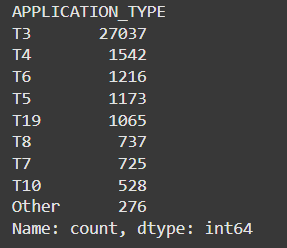 APPLICATION_TYPE
T3 27037
T4 1542
T6 1216
T5 1173
T19 1065
T8 737
T7 725
T10 528
Other 276
Name: count, dtype: int64